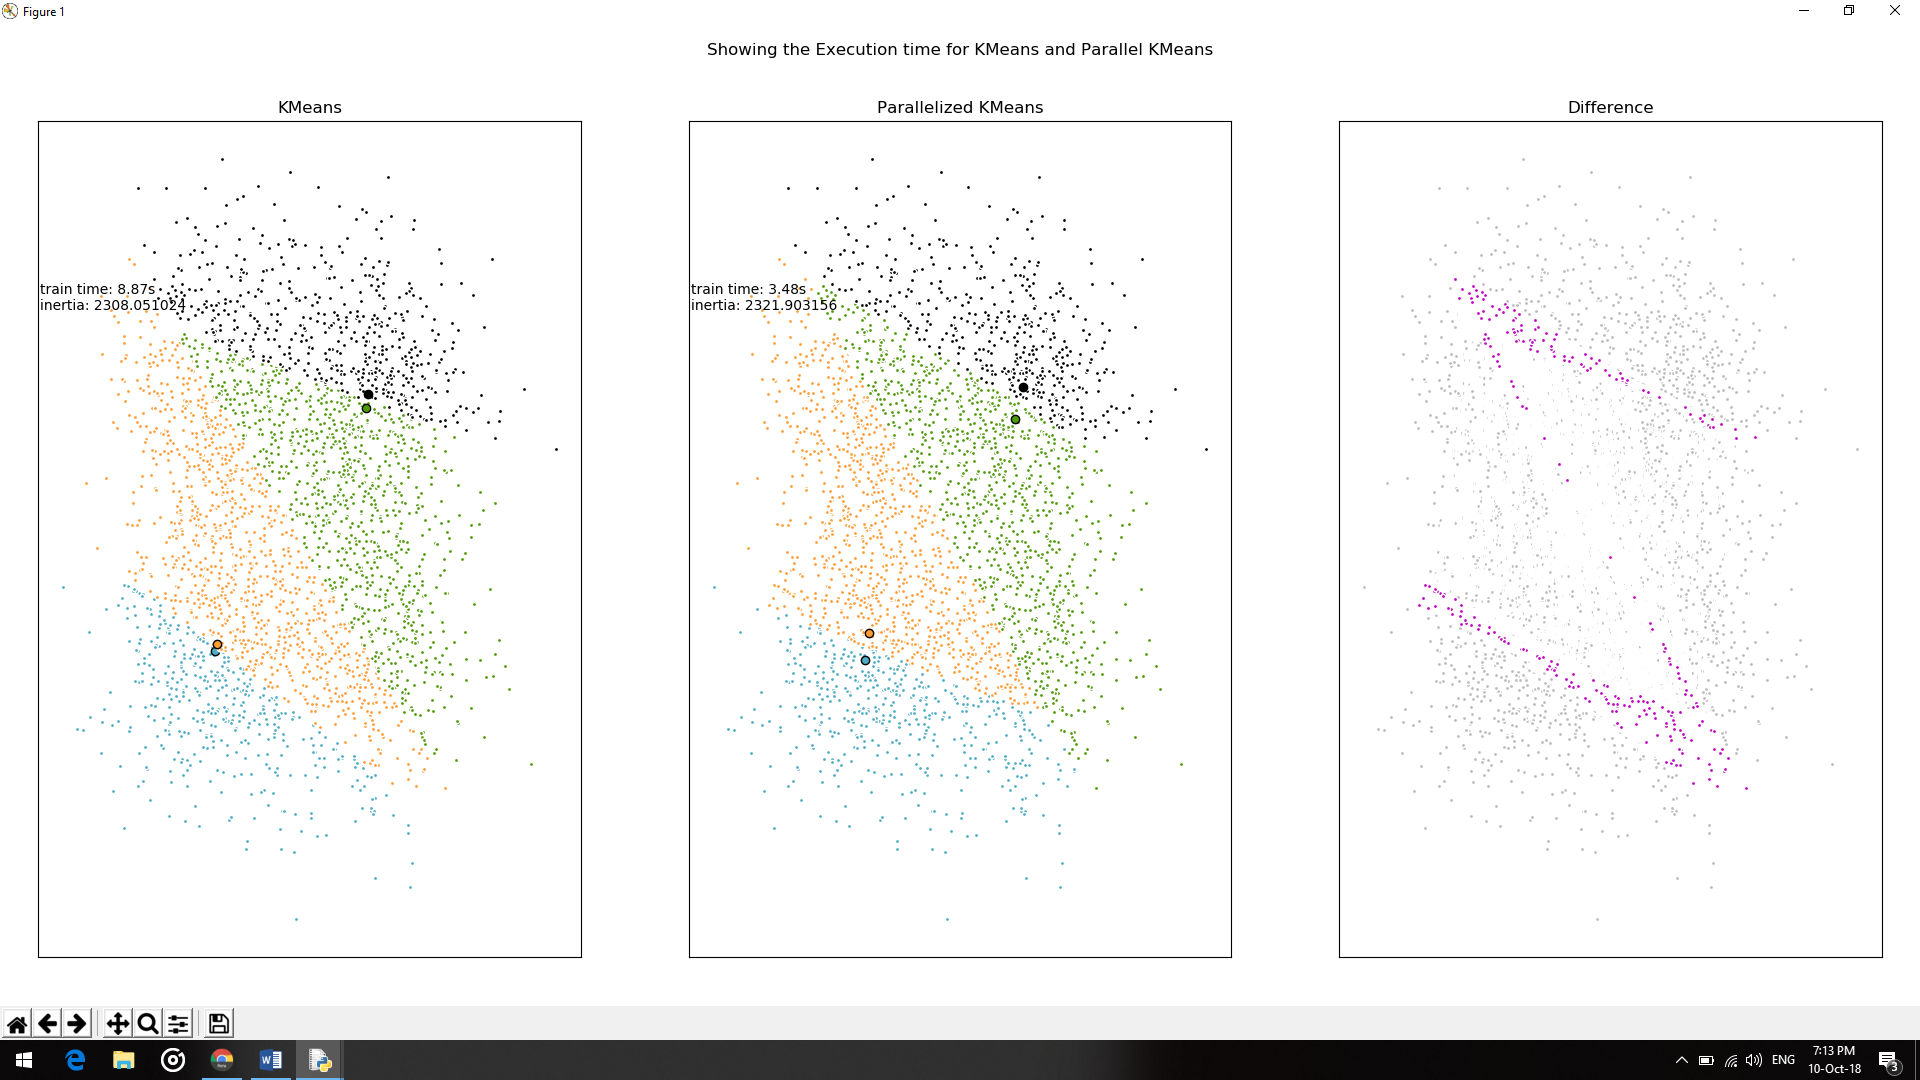 Figure 1
Showing the Execution time for KMeans and Parallel KMeans
KMeans
Parallelized KMeans
Difference
train time: 8.87s
inertia: 2308.051024
train time: 3.48s
inertia: 2321.903156
ENG
7:13 PM
10-Oct-18
3